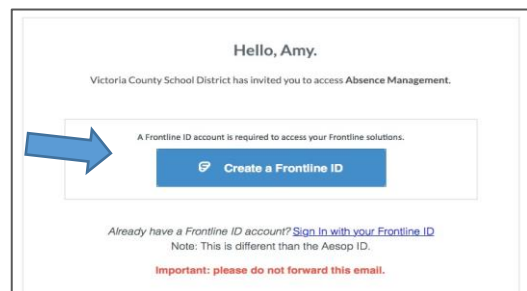 Hello, Amy.
Victoria County School District has invited you to access Absence Management.
A Frontline ID account is required to access your Frontline solutions.
Create a Frontline ID
Already have a Frontline ID account? Sign In with your Frontline ID
Note: This is different than the Aesop ID.
Important: please do not forward this email.